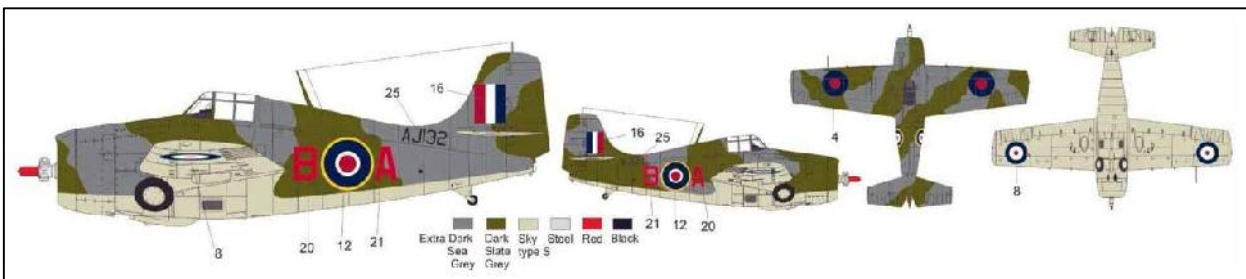 25
16
AJ132
B A
8
20
12
21
16
25
B A
21
12
20
4
8
Extra Dark Sea Grey
Dark Slate Grey
Sky type S
Steel
Red
Black